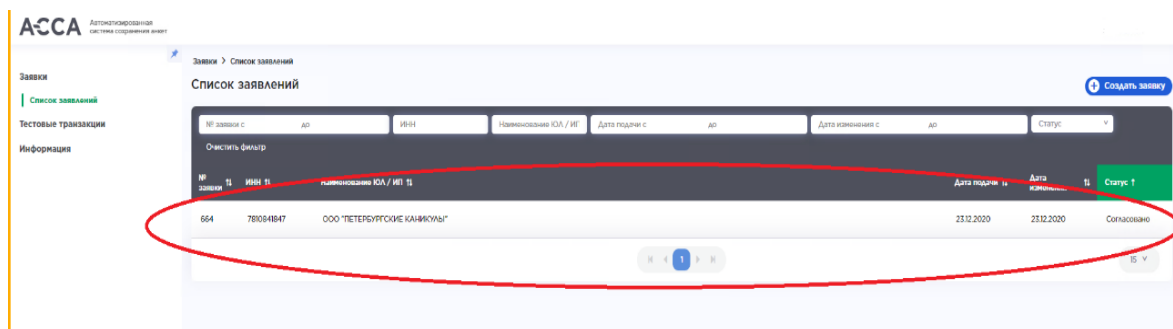 АССА Автоматизированная
система сохранения анкет
Заявки > Список заявлений
Заявки
Список заявлений
Тестовые транзакции
Информация
Список заявлений
Создать заявку
№ заявки с до ИНН Наименование ЮЛ / ИП Дата подачи с до Дата изменения с до Статус
Очистить фильтр
№ заявки ИНН Наименование ЮЛ / ИП Дата подачи Дата изменения Статус
664 7810841847 ООО "ПЕТЕРБУРГСКИЕ КАНИКУЛЫ" 23.12.2020 23.12.2020 Согласовано
1
15